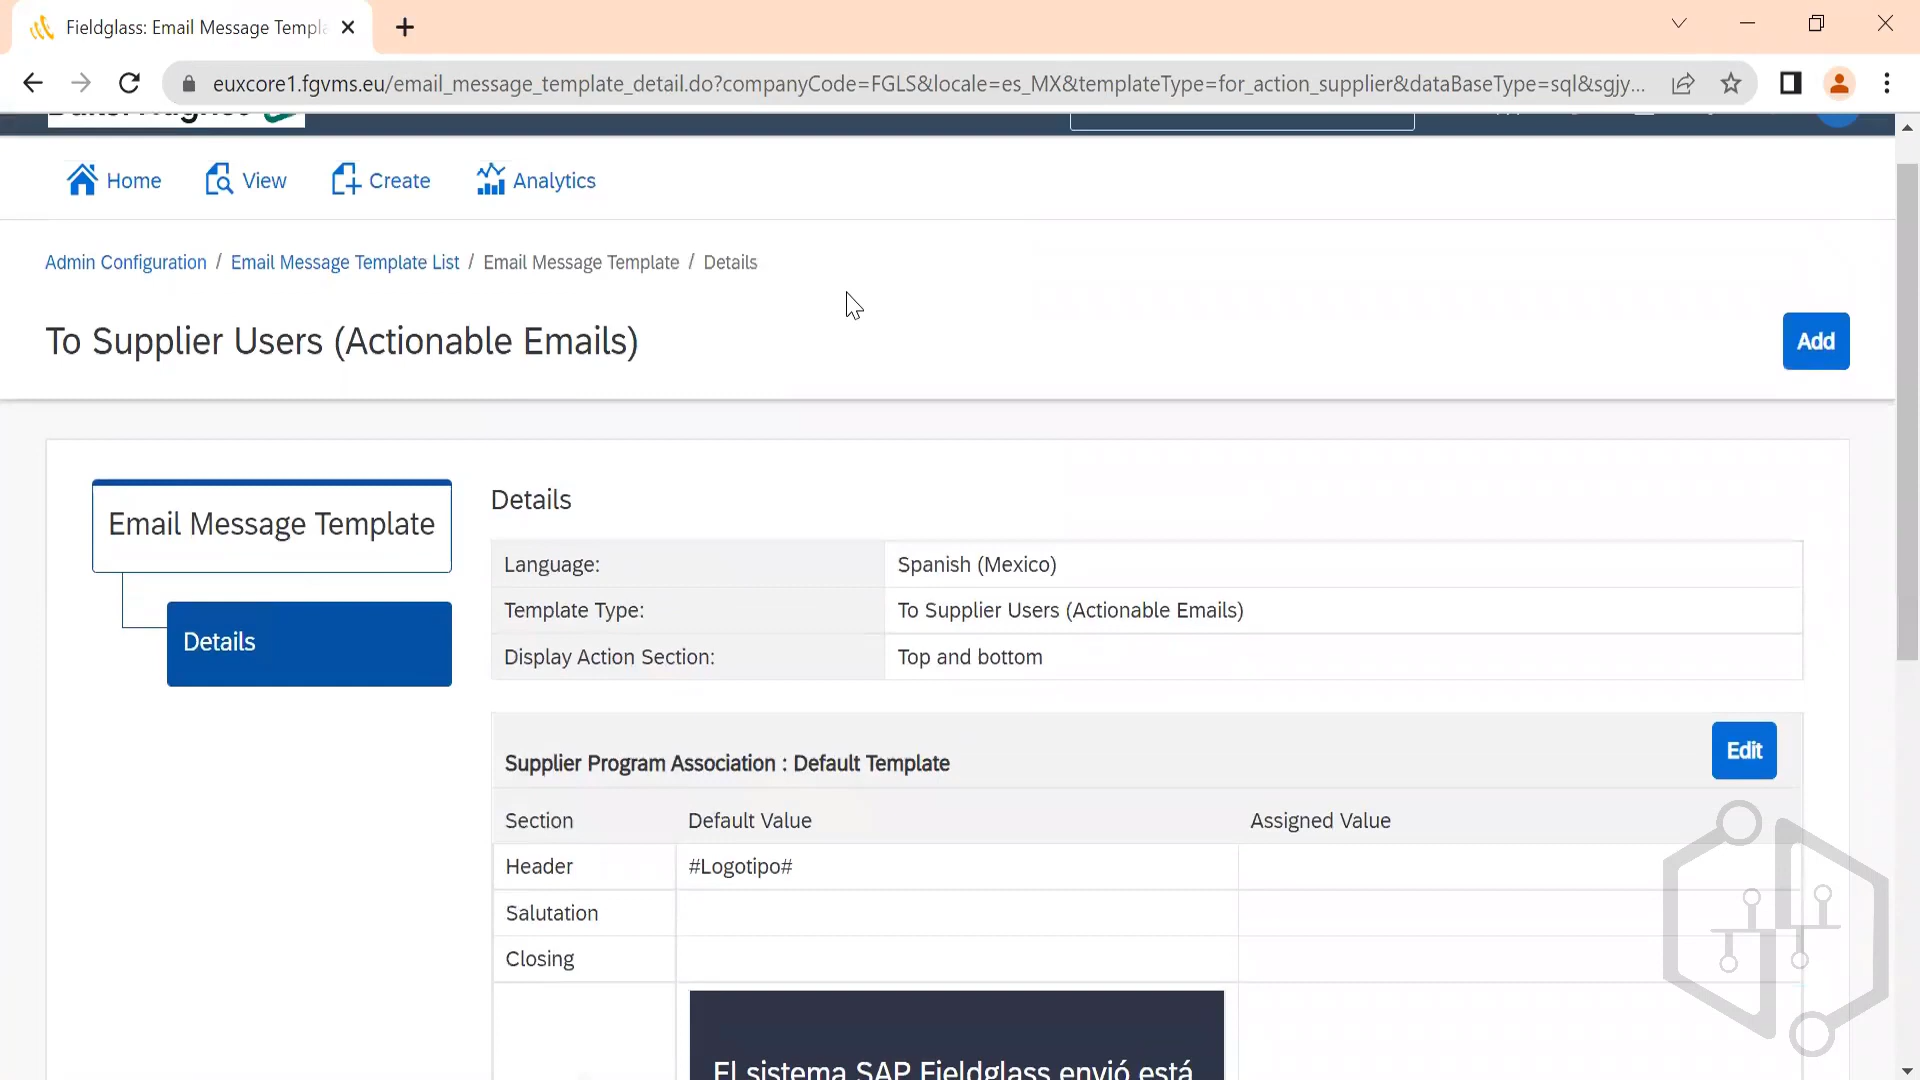 Fieldglass: Email Message Templ
euxcore1.fgvms.eu/email_message_template_detail.do?companyCode=FGLS&locale=es_MX&templateType=for_action_supplier&dataBaseType=sql&sgjy...
Home View Create Analytics
Admin Configuration / Email Message Template List / Email Message Template / Details
To Supplier Users (Actionable Emails)
Add
Email Message Template
Details
Details
Language: Spanish (Mexico)
Template Type: To Supplier Users (Actionable Emails)
Display Action Section: Top and bottom
Supplier Program Association : Default Template
Edit
Section Default Value Assigned Value
Header #Logotipo#
Salutation
Closing
El sistema SAP Fieldglass envió está